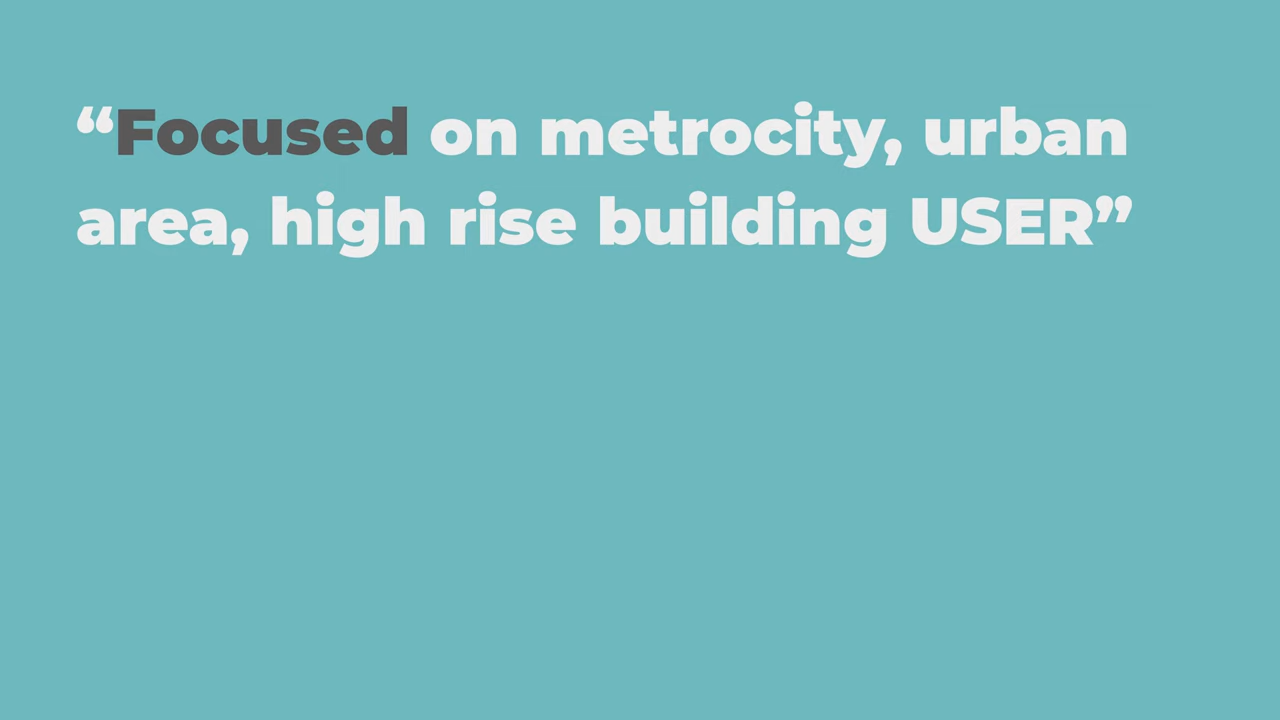 “Focused on metrocity, urban
area, high rise building USER”